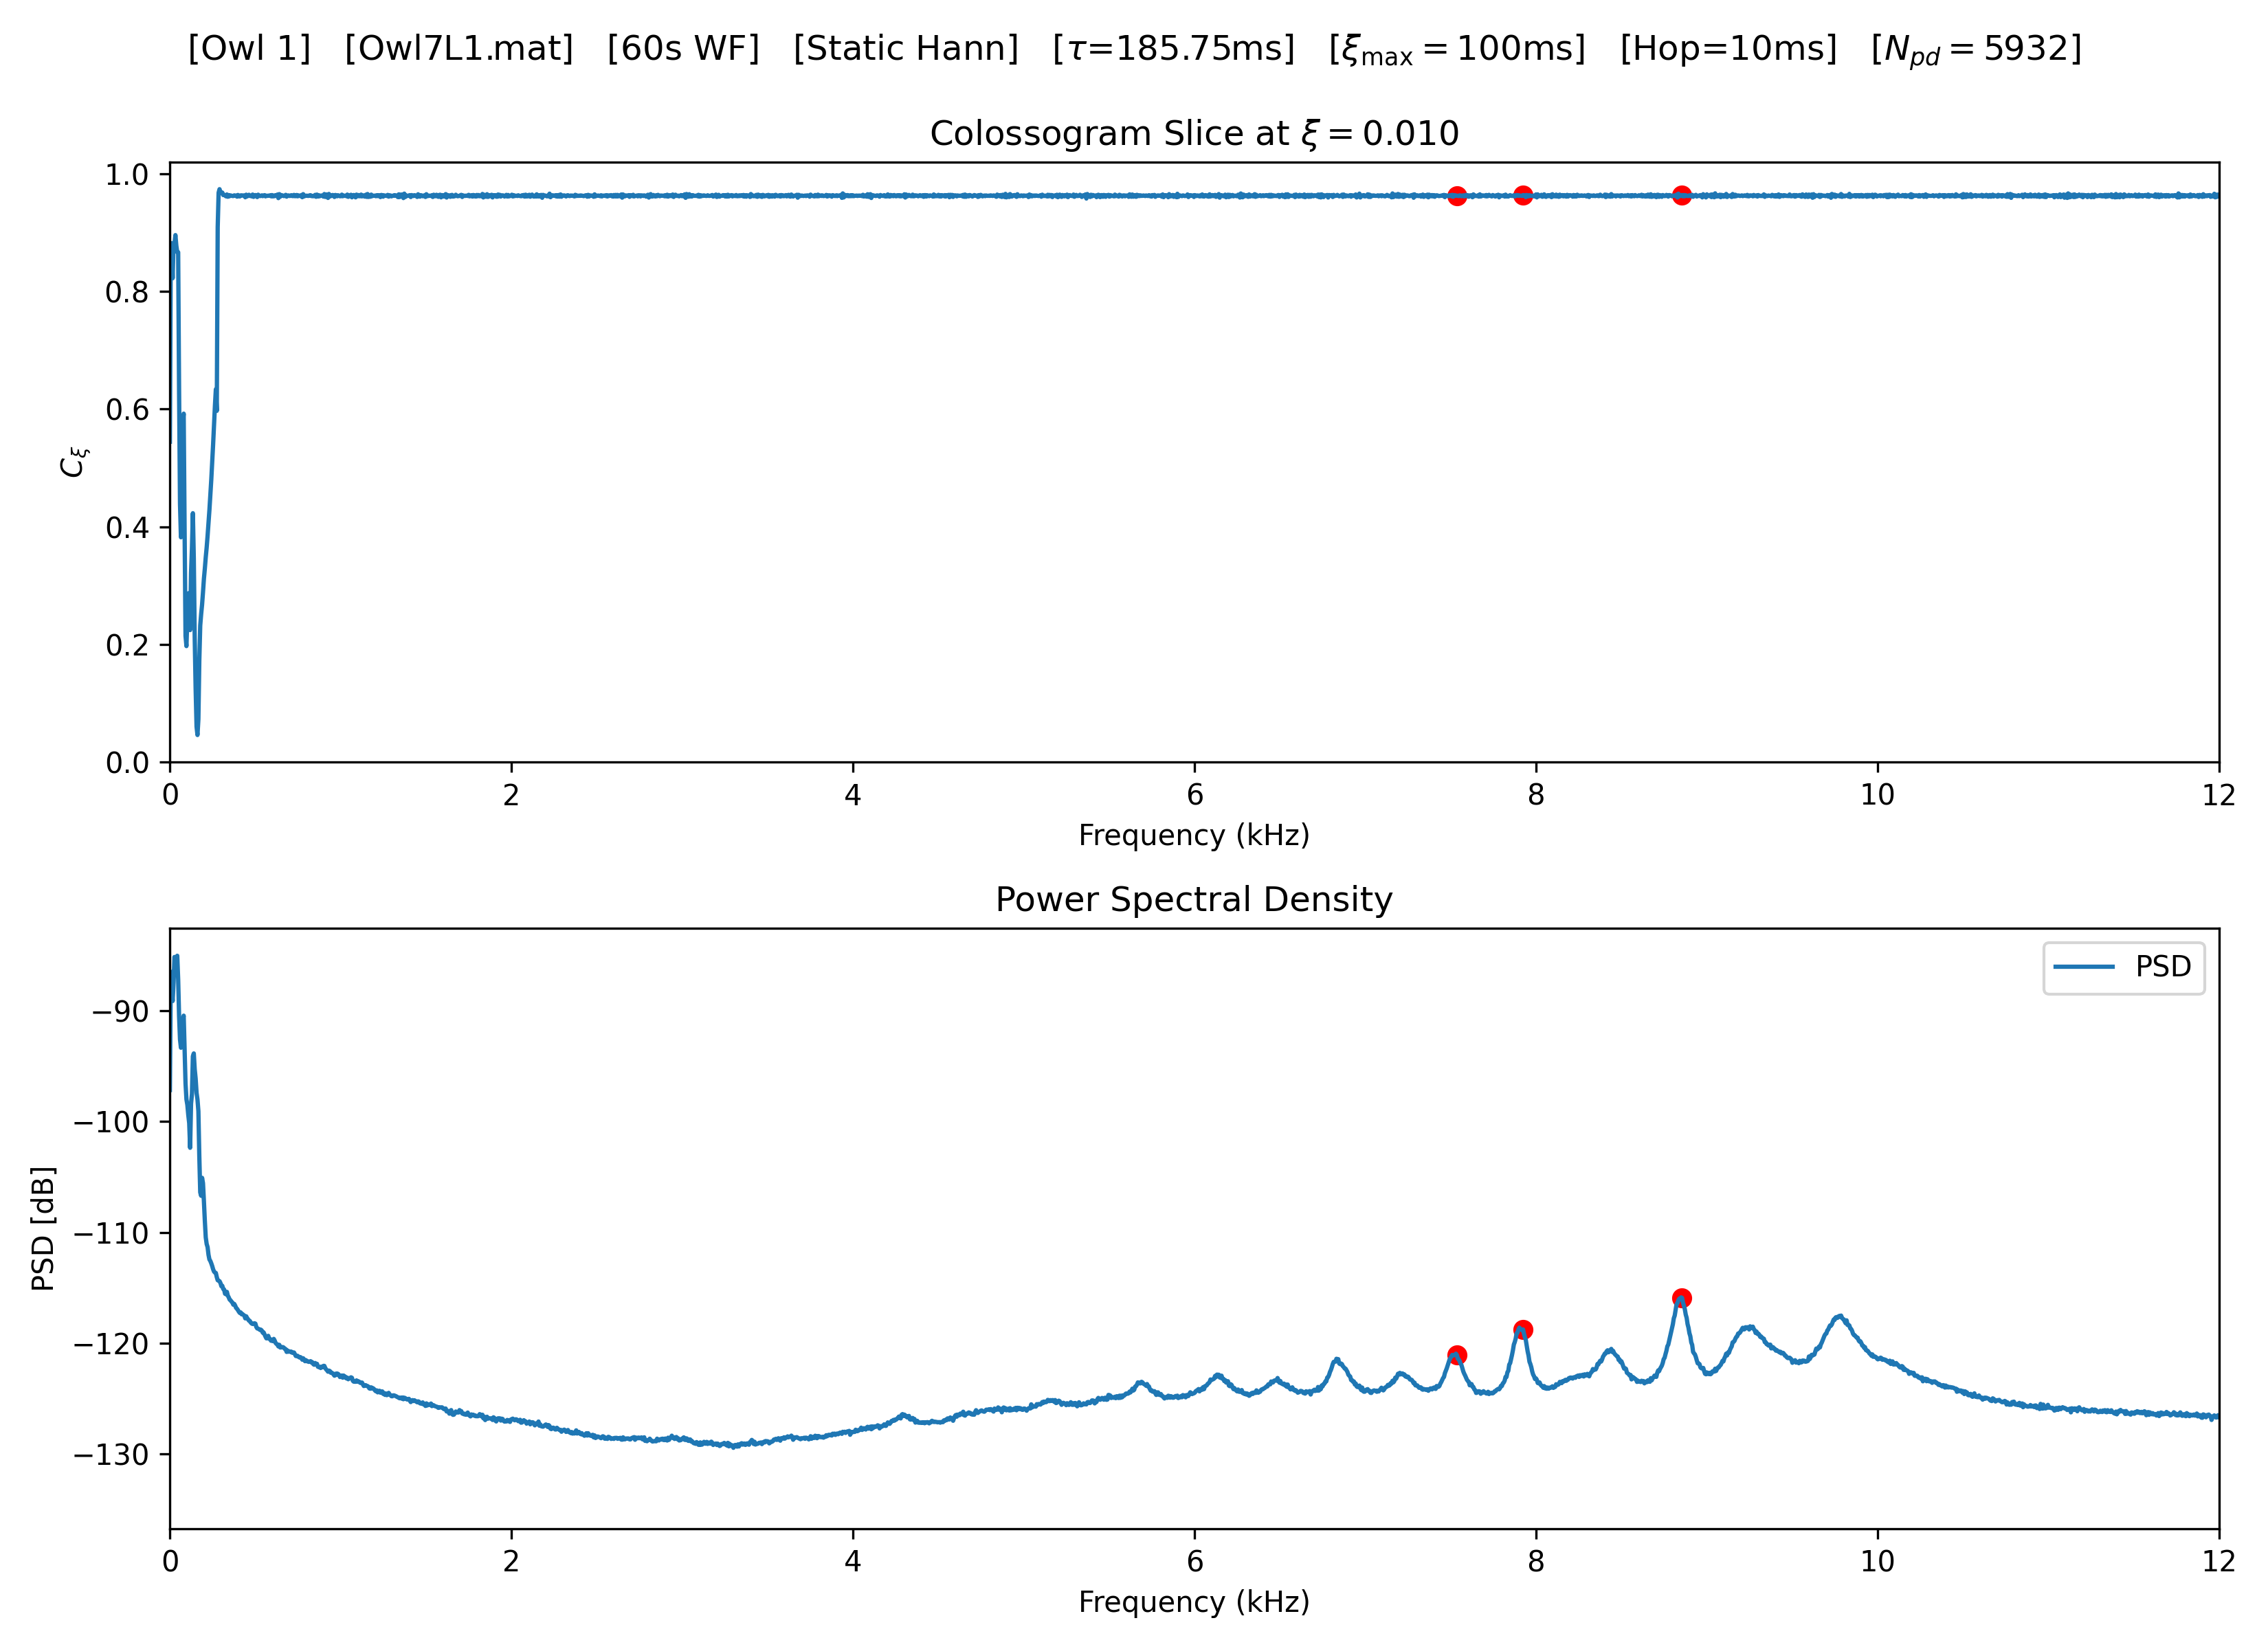 [Owl 1] [Owl7L1.mat] [60s WF] [Static Hann] [τ=185.75ms] [ξmax = 100ms] [Hop=10ms] [Npd = 5932]
Colossogram Slice at ξ = 0.010
1.0
0.8
0.6
0.4
0.2
0.0
Cξ
0 2 4 6 8 10 12
Frequency (kHz)
Power Spectral Density
PSD
−90
−100
−110
−120
−130
PSD [dB]
0 2 4 6 8 10 12
Frequency (kHz)